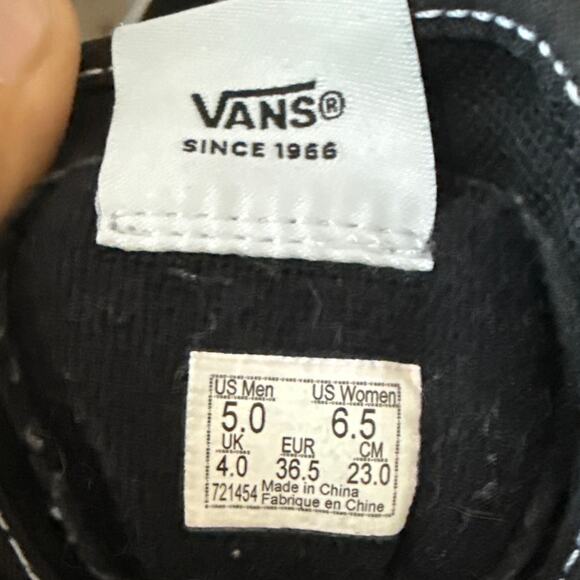 VANS®
SINCE 1966
US Men US Women
5.0 6.5
UK EUR CM
4.0 36.5 23.0
721454 Made in China
Fabrique en Chine